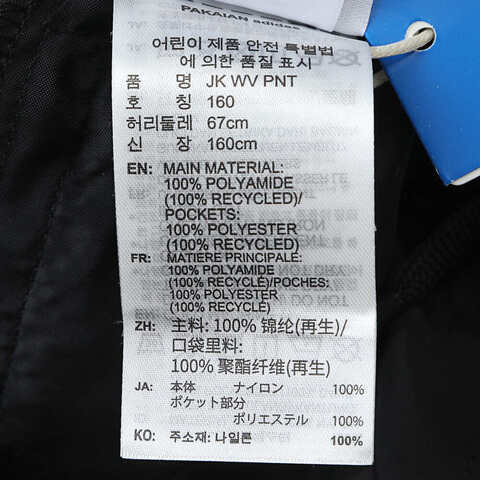 PAKAIAN adidas
어린이 제품 안전 특별법
에 의한 품질 표시
품 명 JK WV PNT
호 칭 160
허리둘레 67cm
신 장 160cm
EN: MAIN MATERIAL:
100% POLYAMIDE
(100% RECYCLED)/
POCKETS:
100% POLYESTER
(100% RECYCLED)
FR: MATIERE PRINCIPALE:
100% POLYAMIDE
(100% RECYCLÉ)/POCHES:
100% POLYESTER
(100% RECYCLÉ)
ZH: 主料: 100% 锦纶(再生)/
口袋里料:
100% 聚酯纤维(再生)
JA: 本体 ナイロン 100%
ポケット部分
ポリエステル 100%
KO: 주소재: 나일론 100%